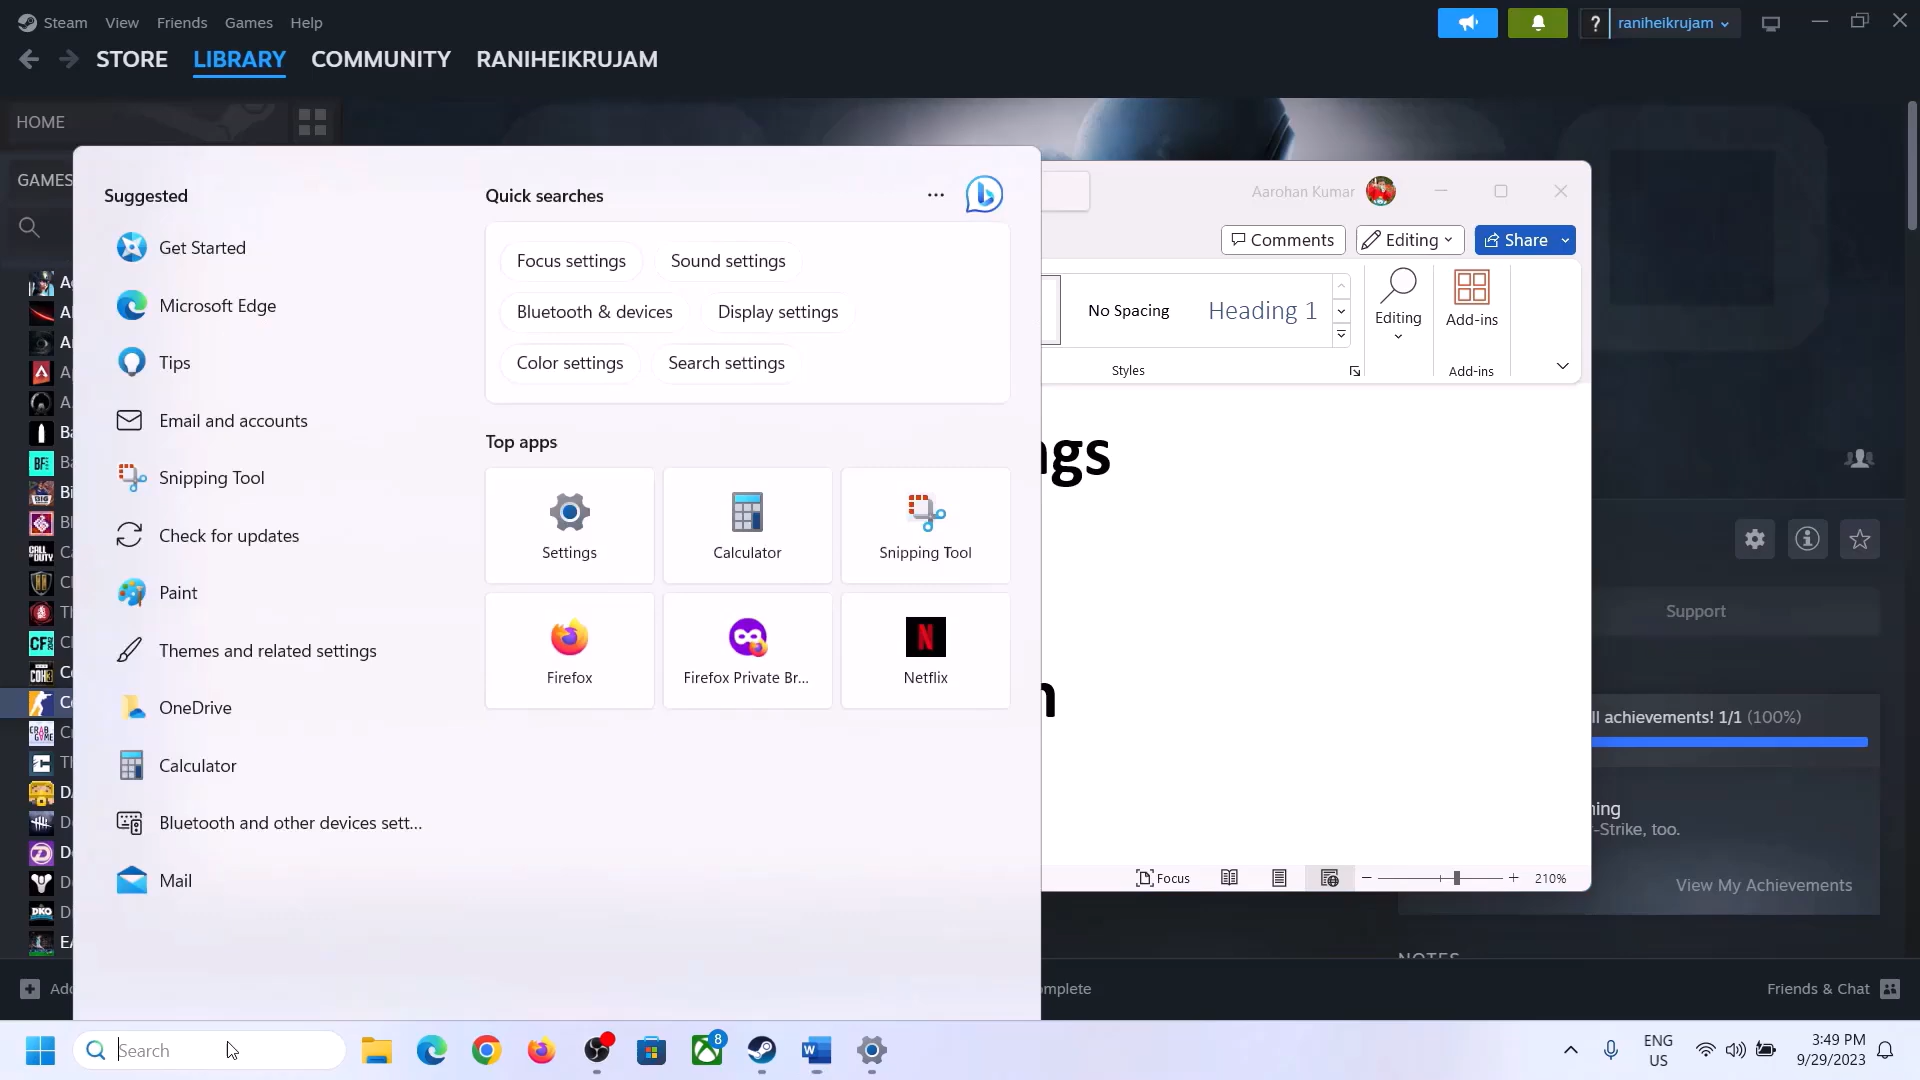 Steam View Friends Games Help
? raniheikrujam
STORE LIBRARY COMMUNITY RANIHEIKRUJAM
HOME
GAMES
Suggested
Get Started
Microsoft Edge
Tips
Email and accounts
Snipping Tool
Check for updates
Paint
Themes and related settings
OneDrive
Calculator
Bluetooth and other devices sett...
Mail
Quick searches
...
Focus settings Sound settings
Bluetooth & devices Display settings
Color settings Search settings
Top apps
Settings Calculator Snipping Tool
Firefox Firefox Private Br... Netflix
Aarohan Kumar
Comments Editing Share
No Spacing Heading 1
Editing Add-ins
Styles Add-ins
ngs
n
Focus 210%
Support
ll achievements! 1/1 (100%)
-Strike, too.
View My Achievements
NOTES
Add
mplete
Friends & Chat
Search
8
ENG
US
3:49 PM
9/29/2023